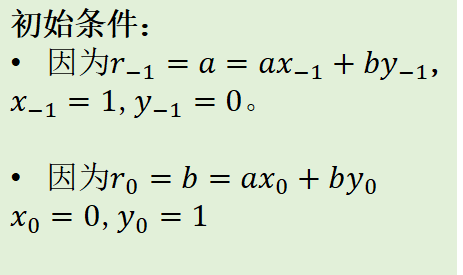 初始条件：
• 因为r₋₁ = a = ax₋₁ + by₋₁,
x₋₁ = 1, y₋₁ = 0。
• 因为r₀ = b = ax₀ + by₀
x₀ = 0, y₀ = 1